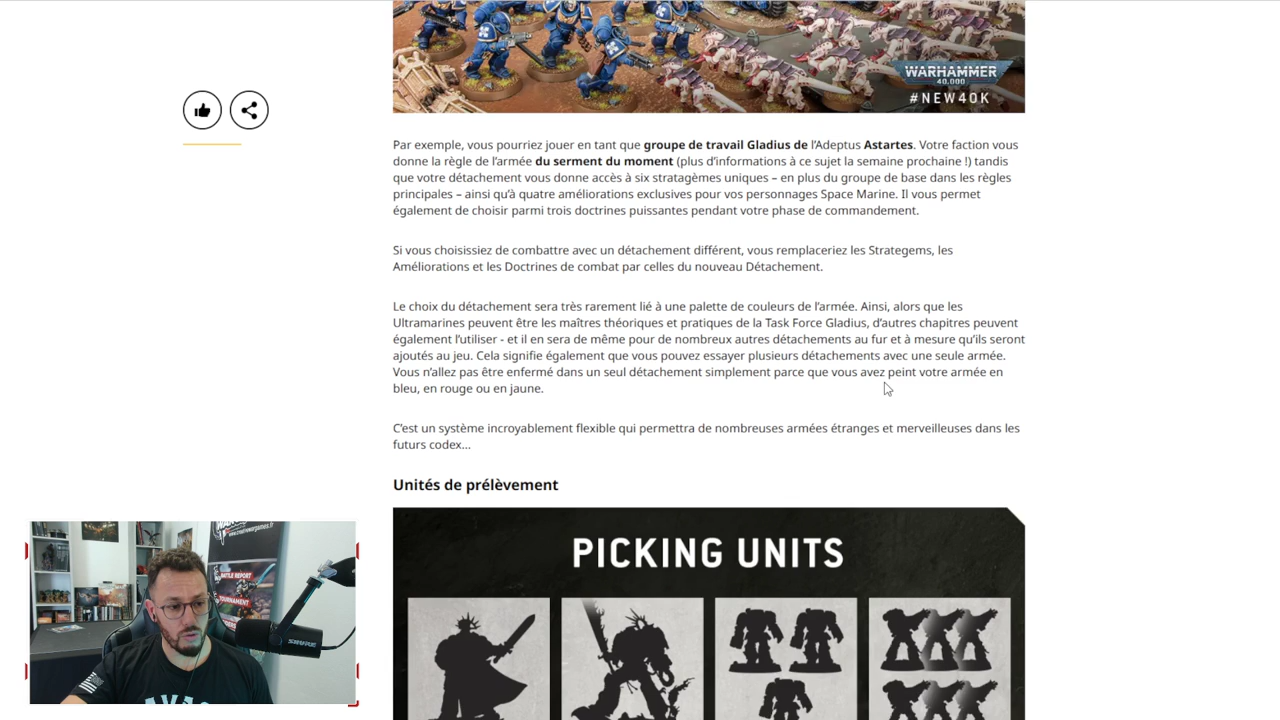 WARHAMMER
40,000
#NEW40K
Par exemple, vous pourriez jouer en tant que groupe de travail Gladius de l'Adeptus Astartes. Votre faction vous
donne la règle de l'armée du serment du moment (plus d'informations à ce sujet la semaine prochaine !) tandis
que votre détachement vous donne accès à six stratagèmes uniques – en plus du groupe de base dans les règles
principales – ainsi qu'à quatre améliorations exclusives pour vos personnages Space Marine. Il vous permet
également de choisir parmi trois doctrines puissantes pendant votre phase de commandement.
Si vous choisissiez de combattre avec un détachement différent, vous remplaceriez les Strategems, les
Améliorations et les Doctrines de combat par celles du nouveau Détachement.
Le choix du détachement sera très rarement lié à une palette de couleurs de l'armée. Ainsi, alors que les
Ultramarines peuvent être les maîtres théoriques et pratiques de la Task Force Gladius, d'autres chapitres peuvent
également l'utiliser - et il en sera de même pour de nombreux autres détachements au fur et à mesure qu'ils seront
ajoutés au jeu. Cela signifie également que vous pouvez essayer plusieurs détachements avec une seule armée.
Vous n'allez pas être enfermé dans un seul détachement simplement parce que vous avez peint votre armée en
bleu, en rouge ou en jaune.
C'est un système incroyablement flexible qui permettra de nombreuses armées étranges et merveilleuses dans les
futurs codex...
Unités de prélèvement
PICKING UNITS
BATTLE REPORT
TOURNAMENT
SHURE